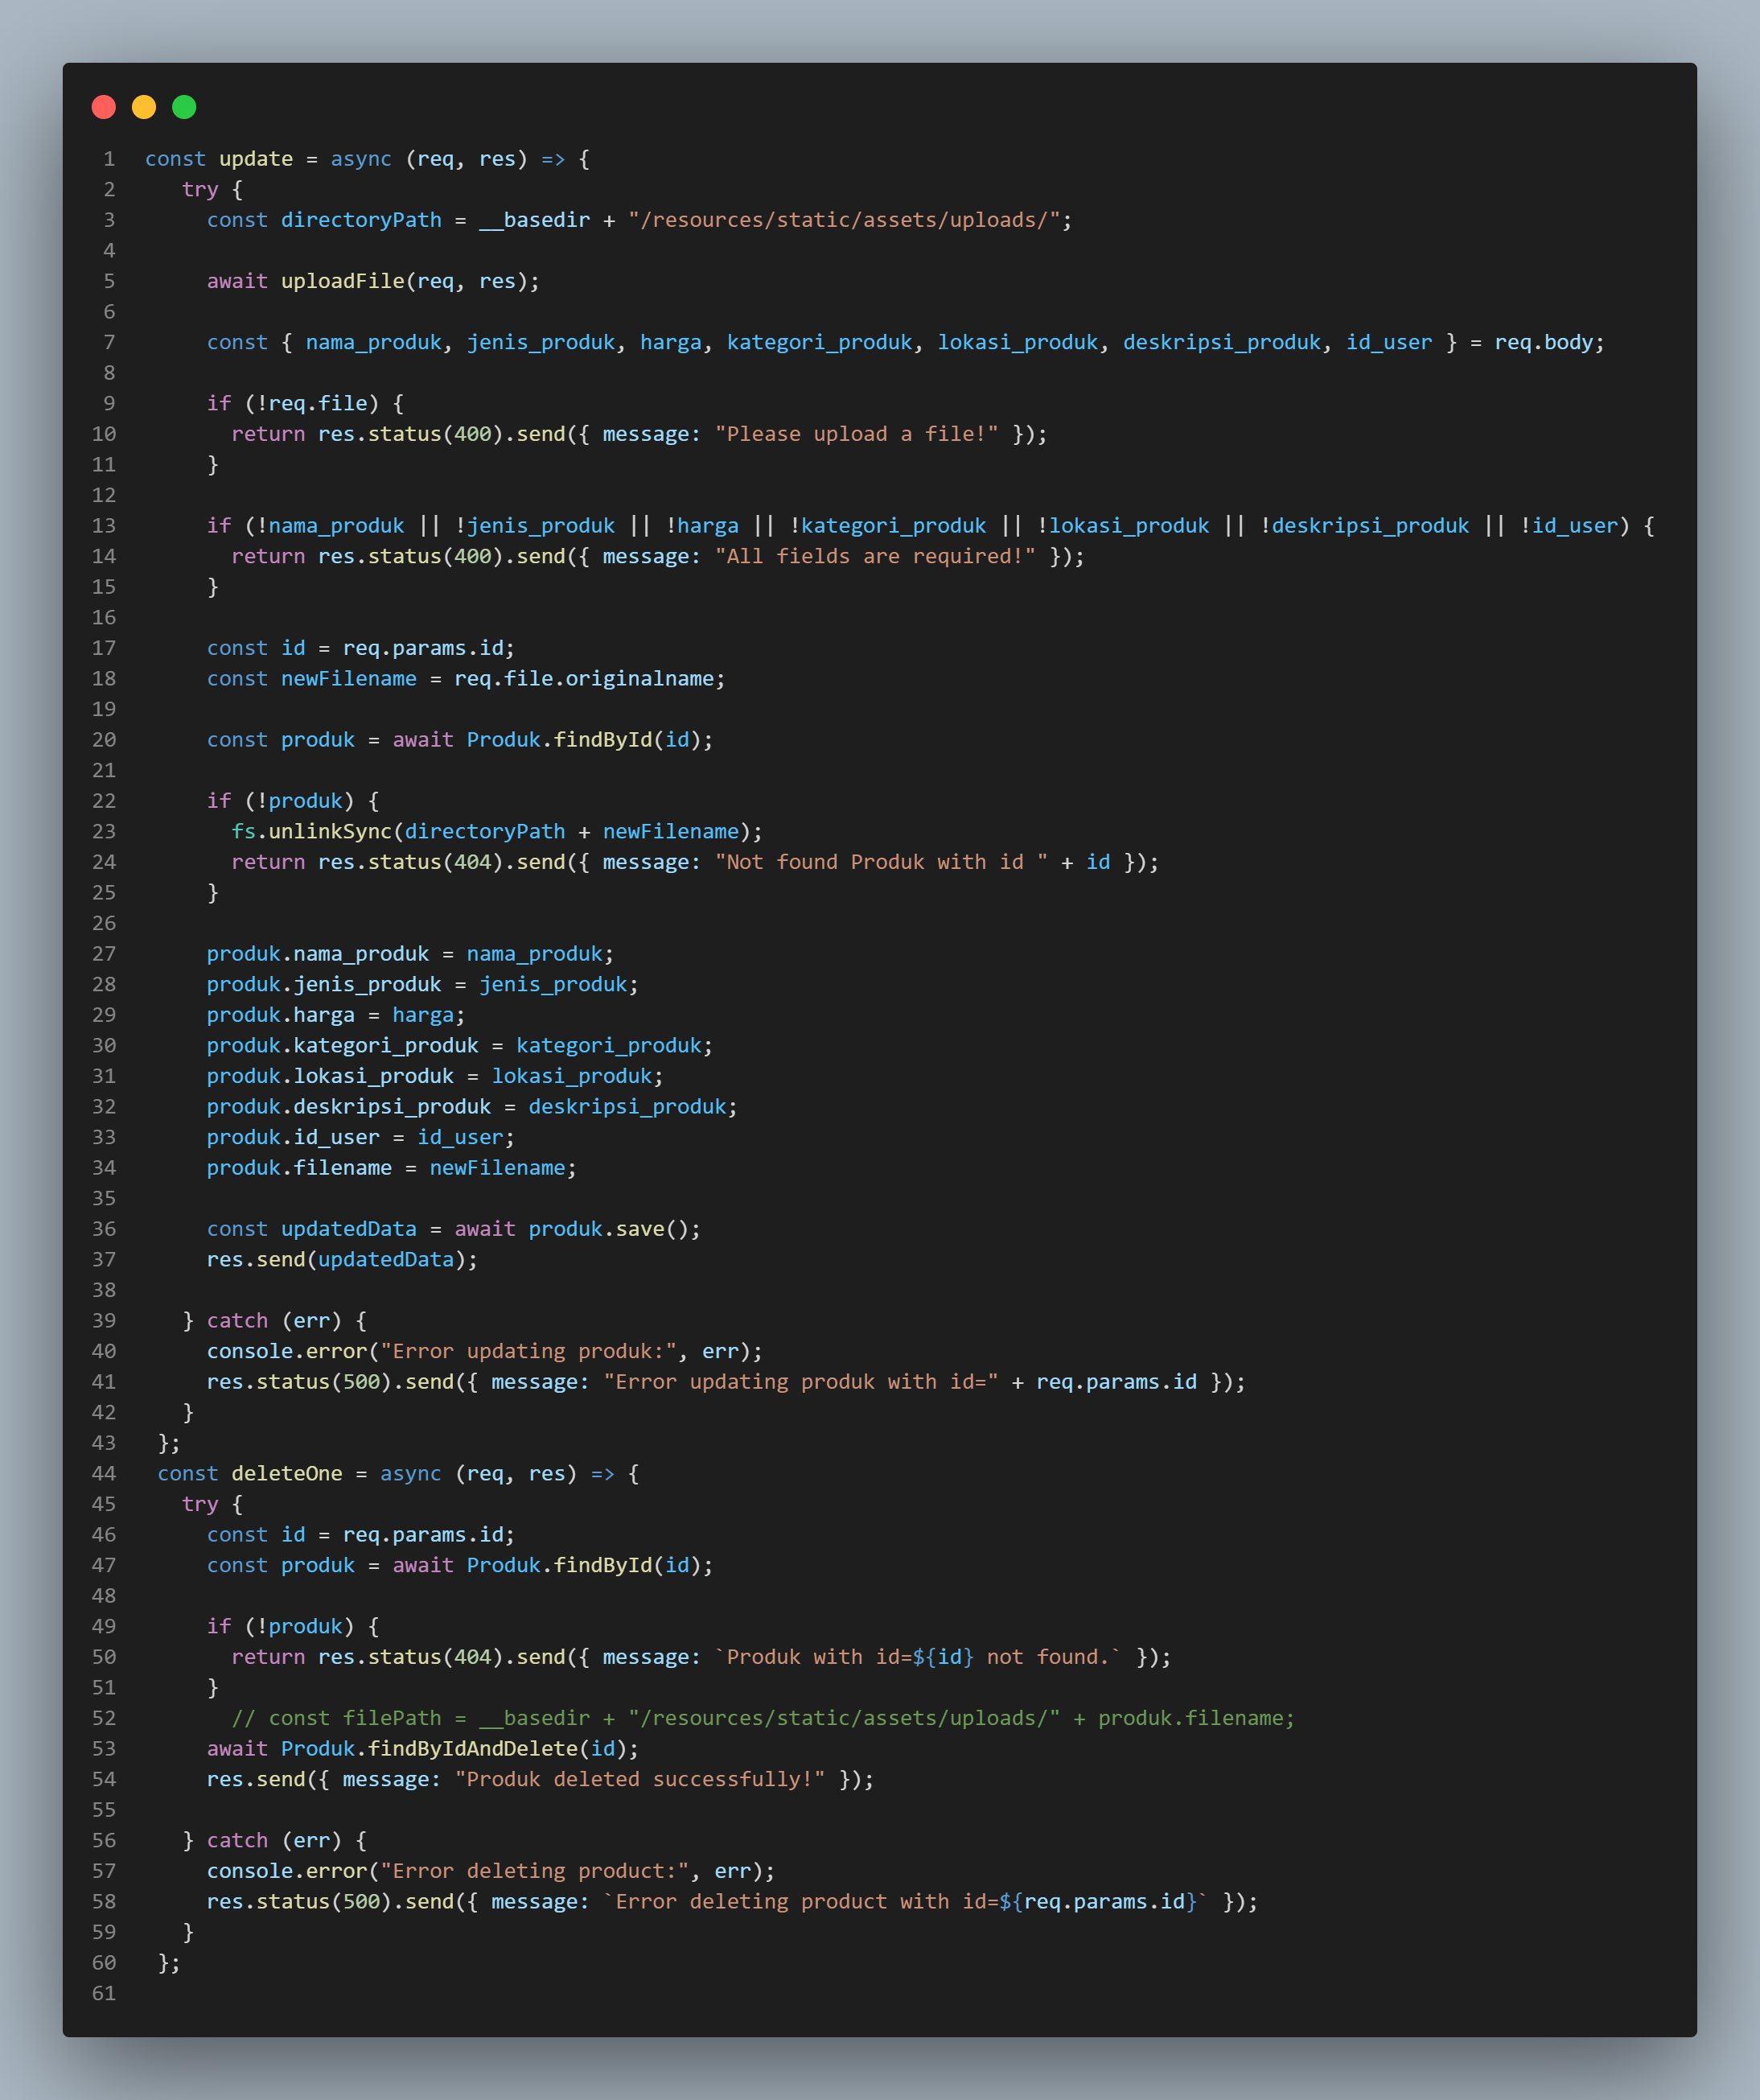 1 const update = async (req, res) => {
2 try {
3 const directoryPath = __basedir + "/resources/static/assets/uploads/";
4
5 await uploadFile(req, res);
6
7 const { nama_produk, jenis_produk, harga, kategori_produk, lokasi_produk, deskripsi_produk, id_user } = req.body;
8
9 if (!req.file) {
10 return res.status(400).send({ message: "Please upload a file!" });
11 }
12
13 if (!nama_produk || !jenis_produk || !harga || !kategori_produk || !lokasi_produk || !deskripsi_produk || !id_user) {
14 return res.status(400).send({ message: "All fields are required!" });
15 }
16
17 const id = req.params.id;
18 const newFilename = req.file.originalname;
19
20 const produk = await Produk.findById(id);
21
22 if (!produk) {
23 fs.unlinkSync(directoryPath + newFilename);
24 return res.status(404).send({ message: "Not found Produk with id " + id });
25 }
26
27 produk.nama_produk = nama_produk;
28 produk.jenis_produk = jenis_produk;
29 produk.harga = harga;
30 produk.kategori_produk = kategori_produk;
31 produk.lokasi_produk = lokasi_produk;
32 produk.deskripsi_produk = deskripsi_produk;
33 produk.id_user = id_user;
34 produk.filename = newFilename;
35
36 const updatedData = await produk.save();
37 res.send(updatedData);
38
39 } catch (err) {
40 console.error("Error updating produk:", err);
41 res.status(500).send({ message: "Error updating produk with id=" + req.params.id });
42 }
43 };
44 const deleteOne = async (req, res) => {
45 try {
46 const id = req.params.id;
47 const produk = await Produk.findById(id);
48
49 if (!produk) {
50 return res.status(404).send({ message: `Produk with id=${id} not found.` });
51 }
52 // const filePath = __basedir + "/resources/static/assets/uploads/" + produk.filename;
53 await Produk.findByIdAndDelete(id);
54 res.send({ message: "Produk deleted successfully!" });
55
56 } catch (err) {
57 console.error("Error deleting product:", err);
58 res.status(500).send({ message: `Error deleting product with id=${req.params.id}` });
59 }
60 };
61